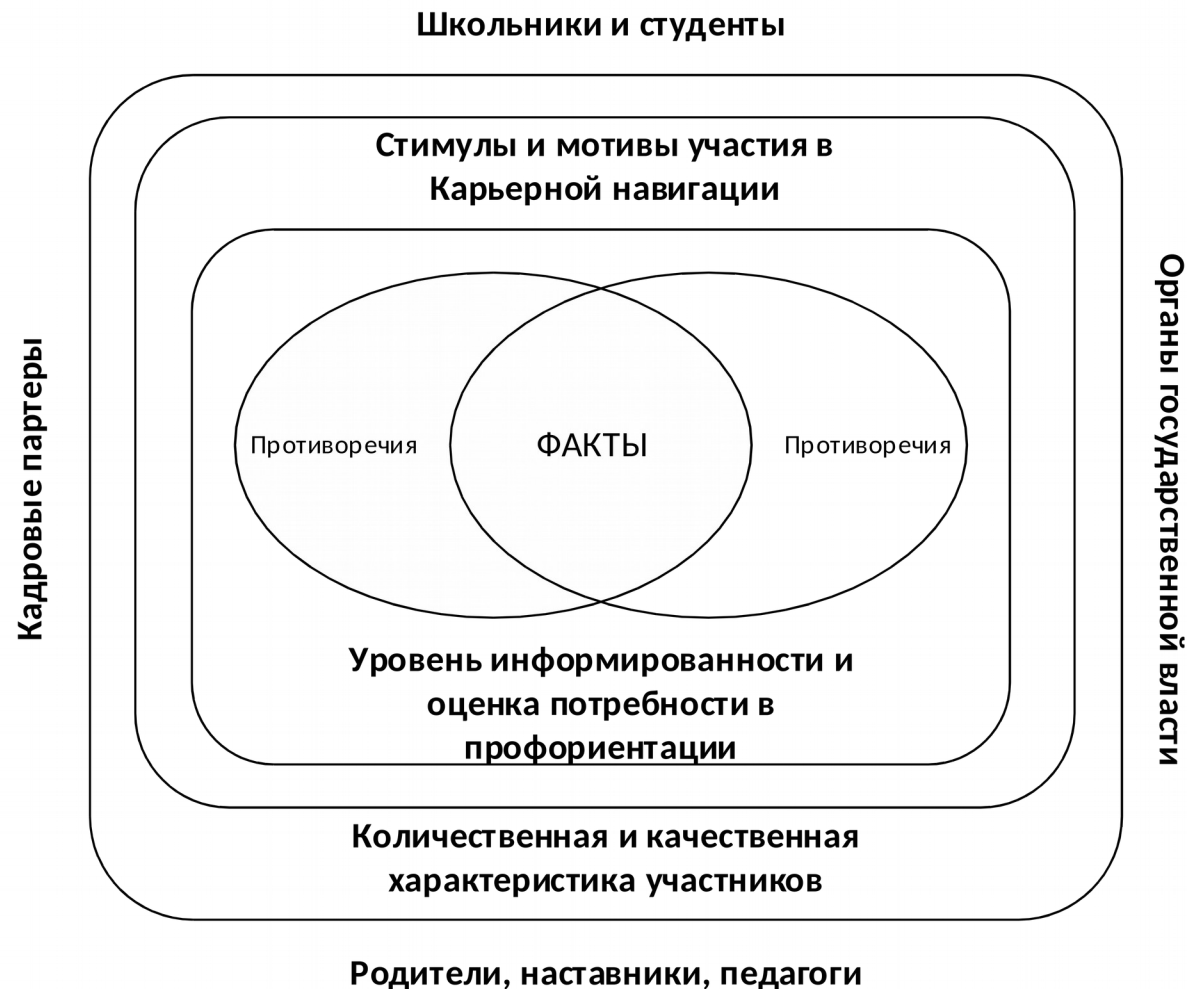 Школьники и студенты
Стимулы и мотивы участия в
Карьерной навигации
Органы государственной власти
Кадровые партеры
Противоречия
ФАКТЫ
Противоречия
Уровень информированности и
оценка потребности в
профориентации
Количественная и качественная
характеристика участников
Родители, наставники, педагоги